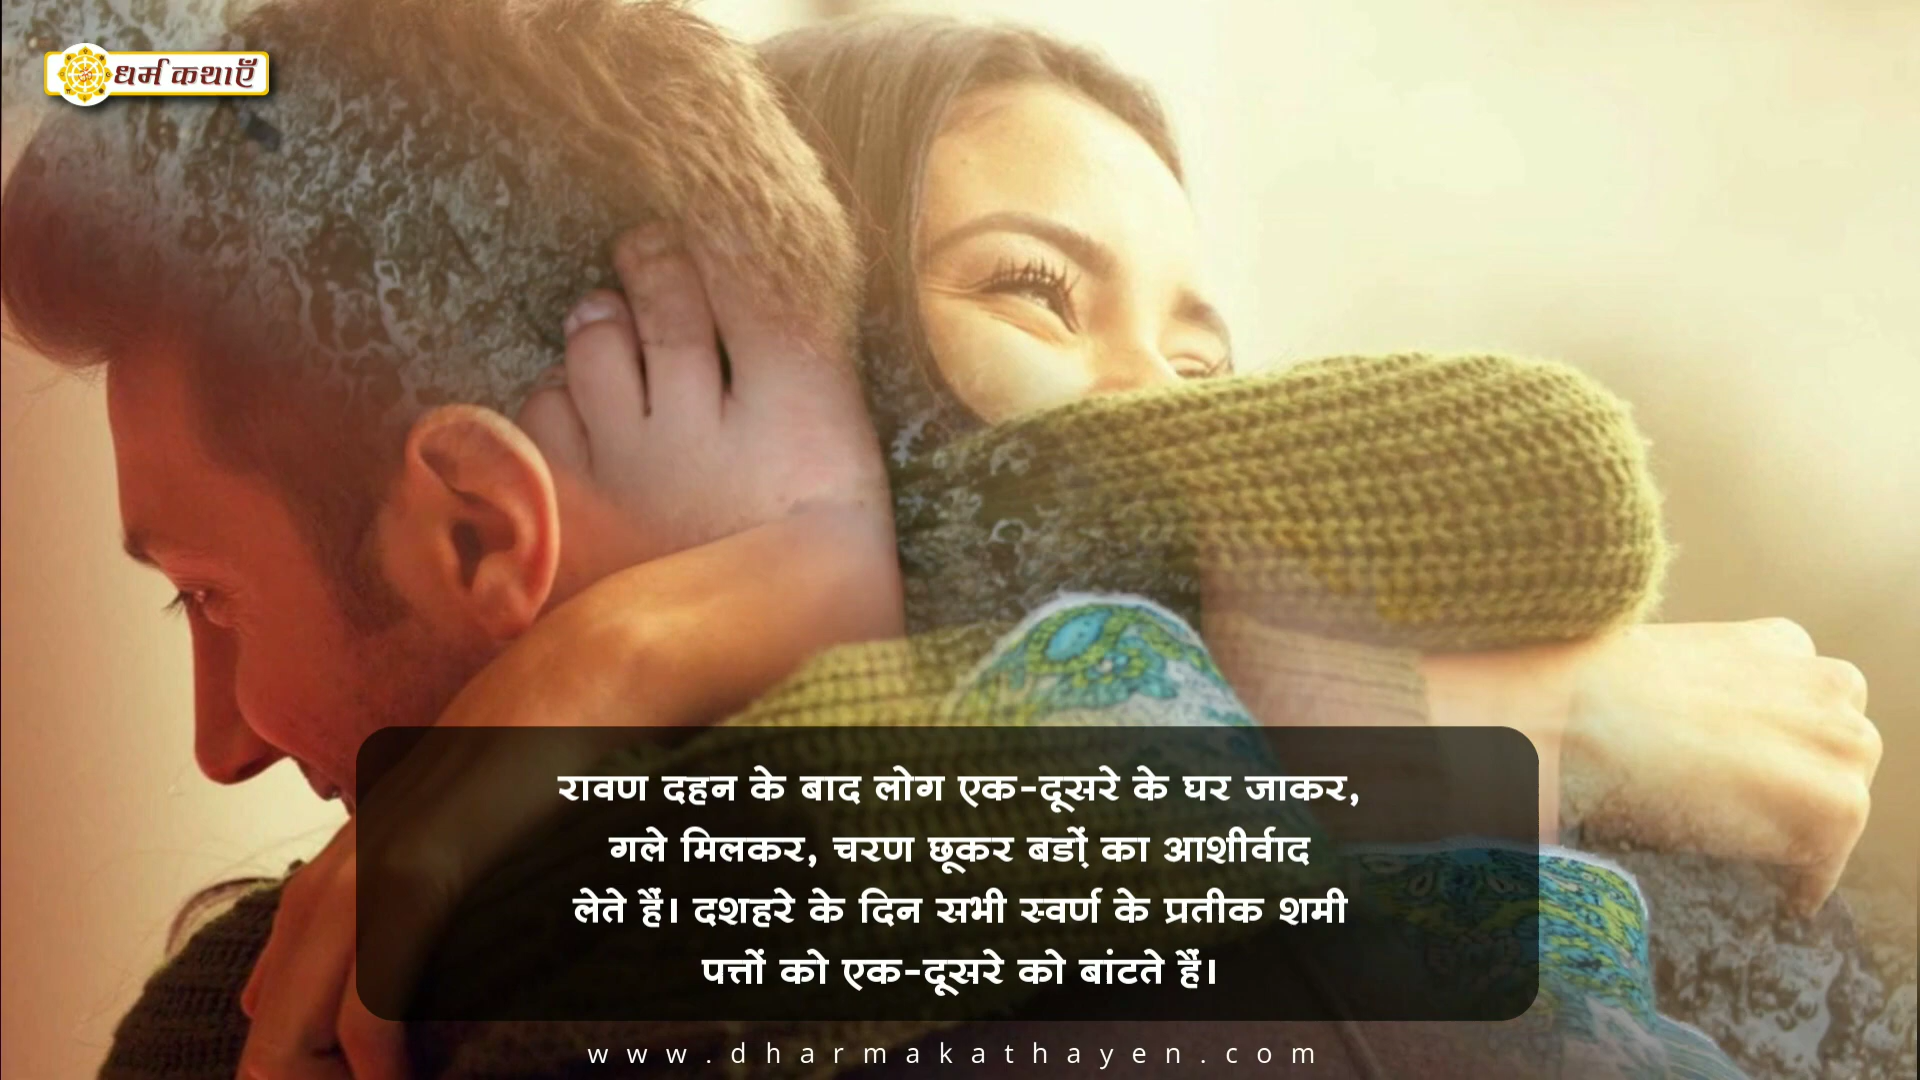 धर्म कथाएँ
रावण दहन के बाद लोग एक-दूसरे के घर जाकर,
गले मिलकर, चरण छूकर बडो़ं का आशीर्वाद
लेते हैं। दशहरे के दिन सभी स्वर्ण के प्रतीक शमी
पत्तों को एक-दूसरे को बांटते हैं।
www.dharmakathayen.com